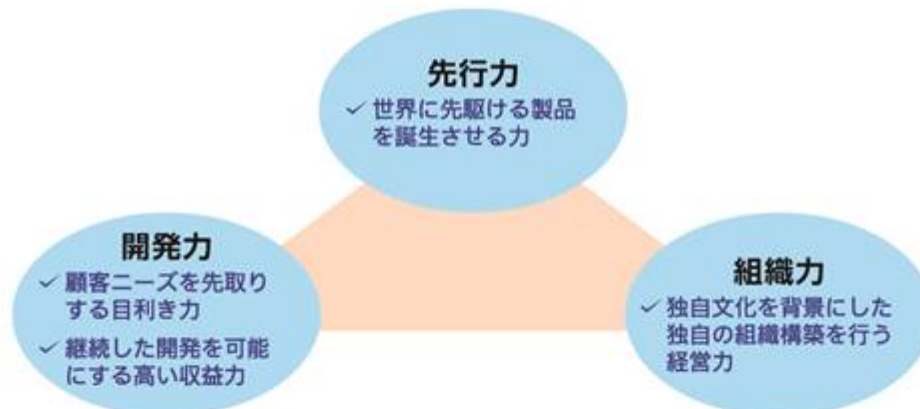 先行力
✓ 世界に先駆ける製品
を誕生させる力
開発力
✓ 顧客ニーズを先取り
する目利き力
✓ 継続した開発を可能
にする高い収益力
組織力
✓ 独自文化を背景にした
独自の組織構築を行う
経営力